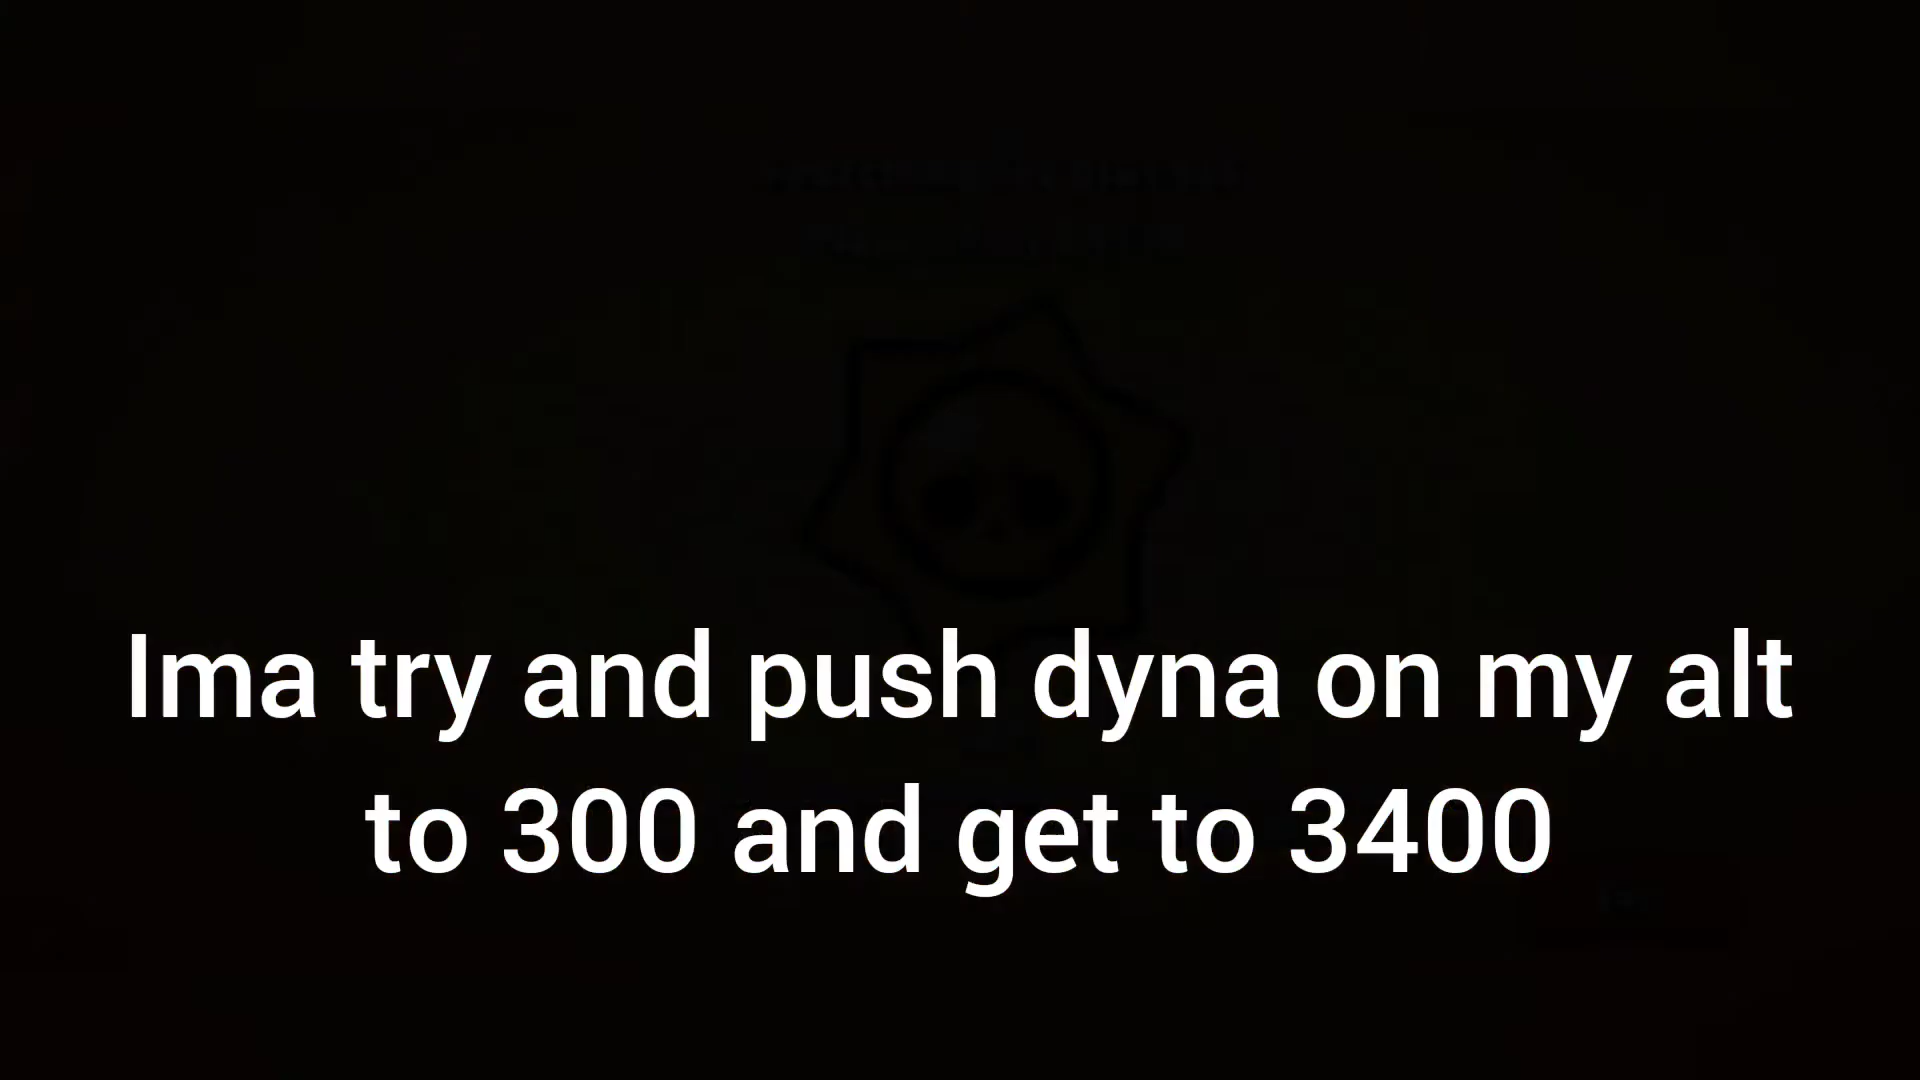 Ima try and push dyna on my alt
to 300 and get to 3400